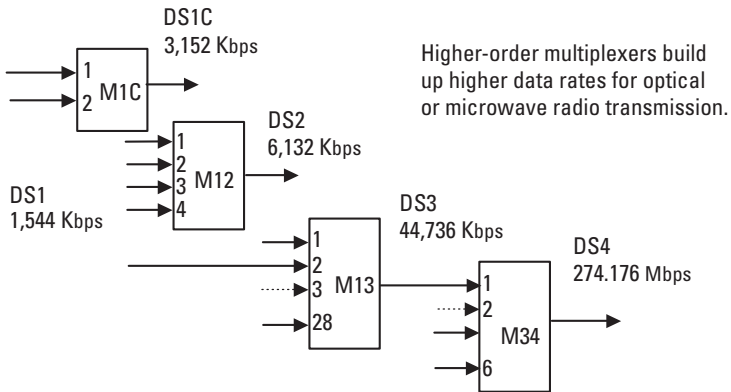 DS1C
3,152 Kbps
Higher-order multiplexers build
up higher data rates for optical
or microwave radio transmission.
1
2
M1C
DS2
6,132 Kbps
1
2
3
4
M12
DS1
1,544 Kbps
DS3
44,736 Kbps
1
2
3
28
M13
DS4
274.176 Mbps
1
2
6
M34